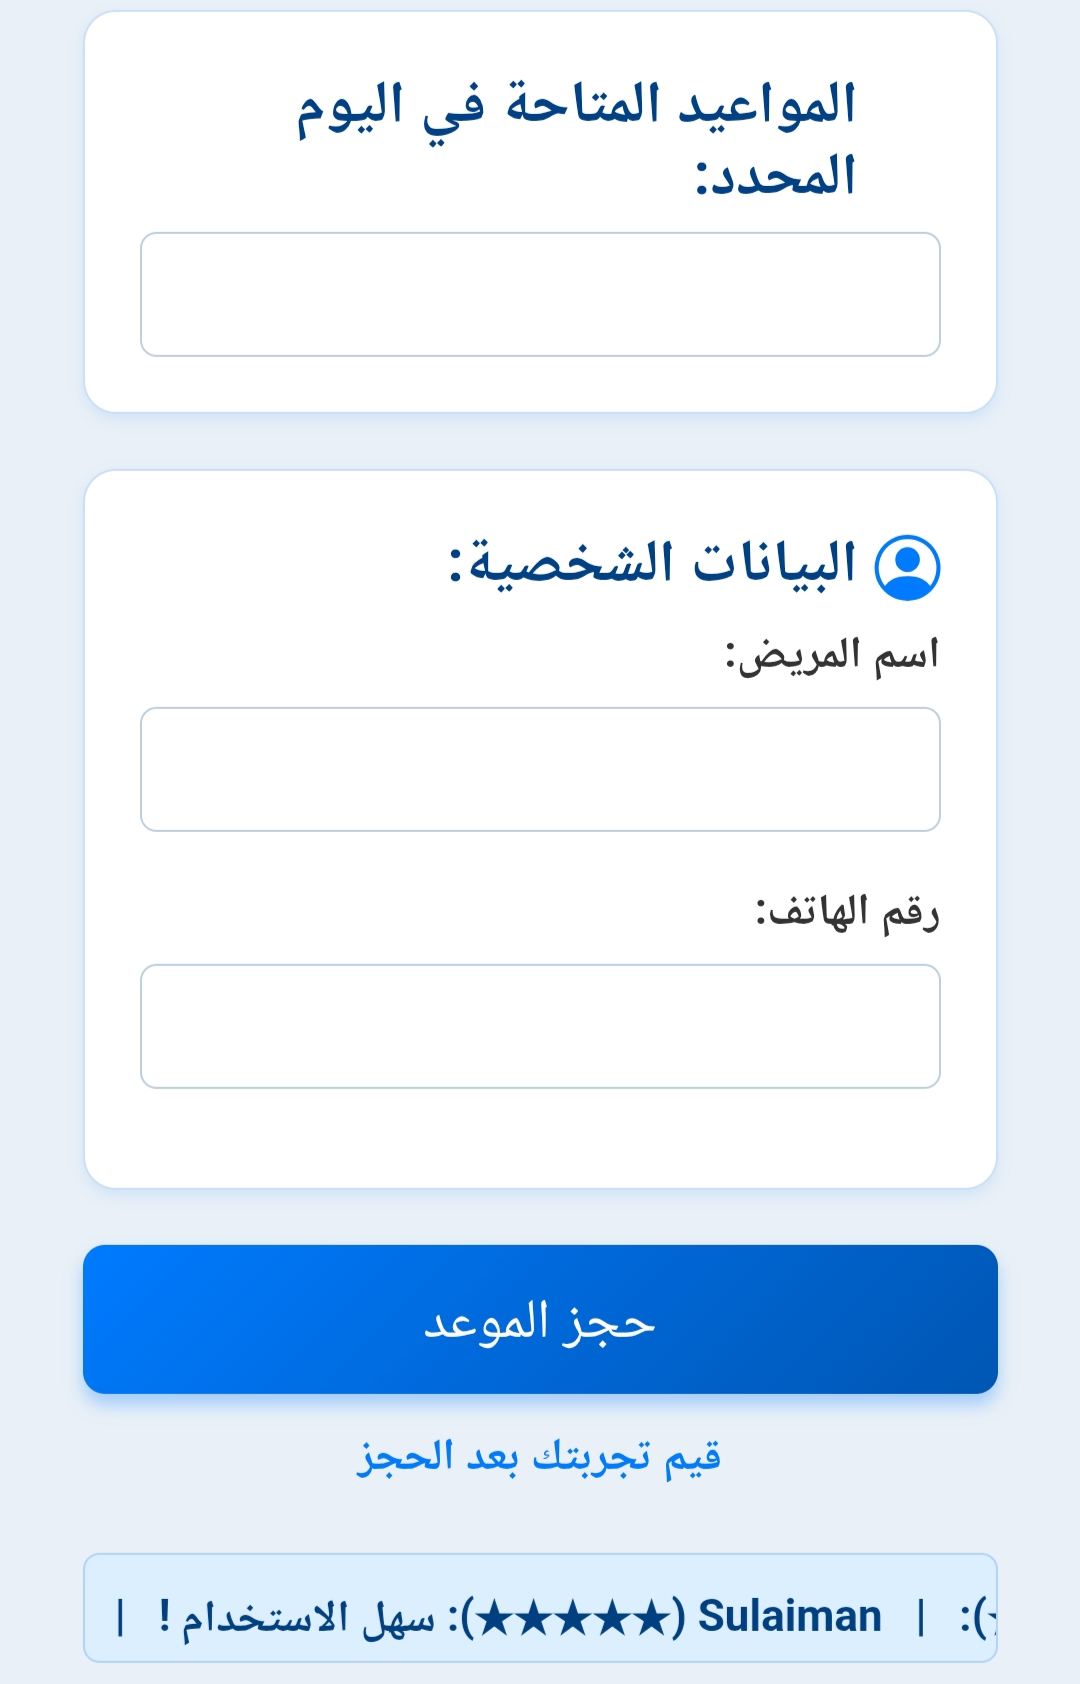 المواعيد المتاحة في اليوم
المحدد:
البيانات الشخصية:
اسم المريض:
رقم الهاتف:
حجز الموعد
قيم تجربتك بعد الحجز
):  |  Sulaiman (★★★★★): سهل الاستخدام !  |